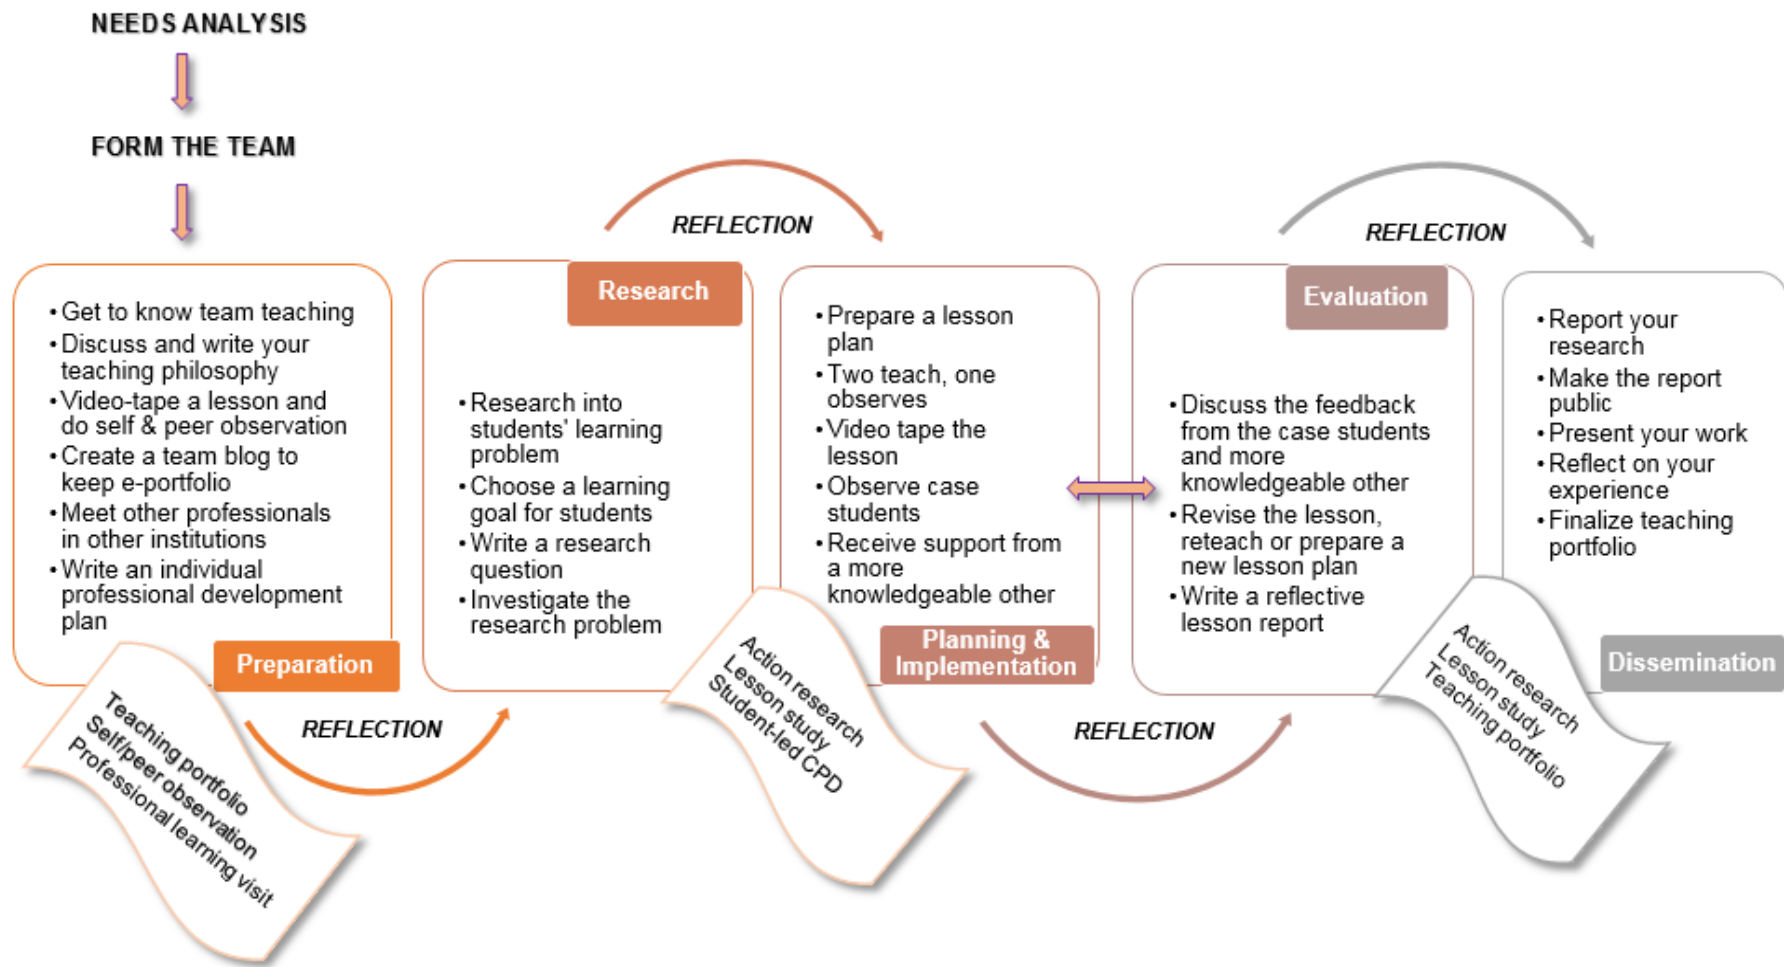 NEEDS ANALYSIS
FORM THE TEAM
• Get to know team teaching
• Discuss and write your
teaching philosophy
• Video-tape a lesson and
do self & peer observation
• Create a team blog to
keep e-portfolio
• Meet other professionals
in other institutions
• Write an individual
professional development
plan
Preparation
Teaching portfolio
Self/peer observation
Professional learning visit
REFLECTION
Research
• Research into
students' learning
problem
• Choose a learning
goal for students
• Write a research
question
• Investigate the
research problem
REFLECTION
• Prepare a lesson
plan
• Two teach, one
observes
• Video tape the
lesson
• Observe case
students
• Receive support from
a more
knowledgeable other
Planning &
Implementation
Action research
Lesson study
Student-led CPD
REFLECTION
Evaluation
• Discuss the feedback
from the case students
and more
knowledgeable other
• Revise the lesson,
reteach or prepare a
new lesson plan
• Write a reflective
lesson report
REFLECTION
• Report your
research
• Make the report
public
• Present your work
• Reflect on your
experience
• Finalize teaching
portfolio
Dissemination
Action research
Lesson study
Teaching portfolio